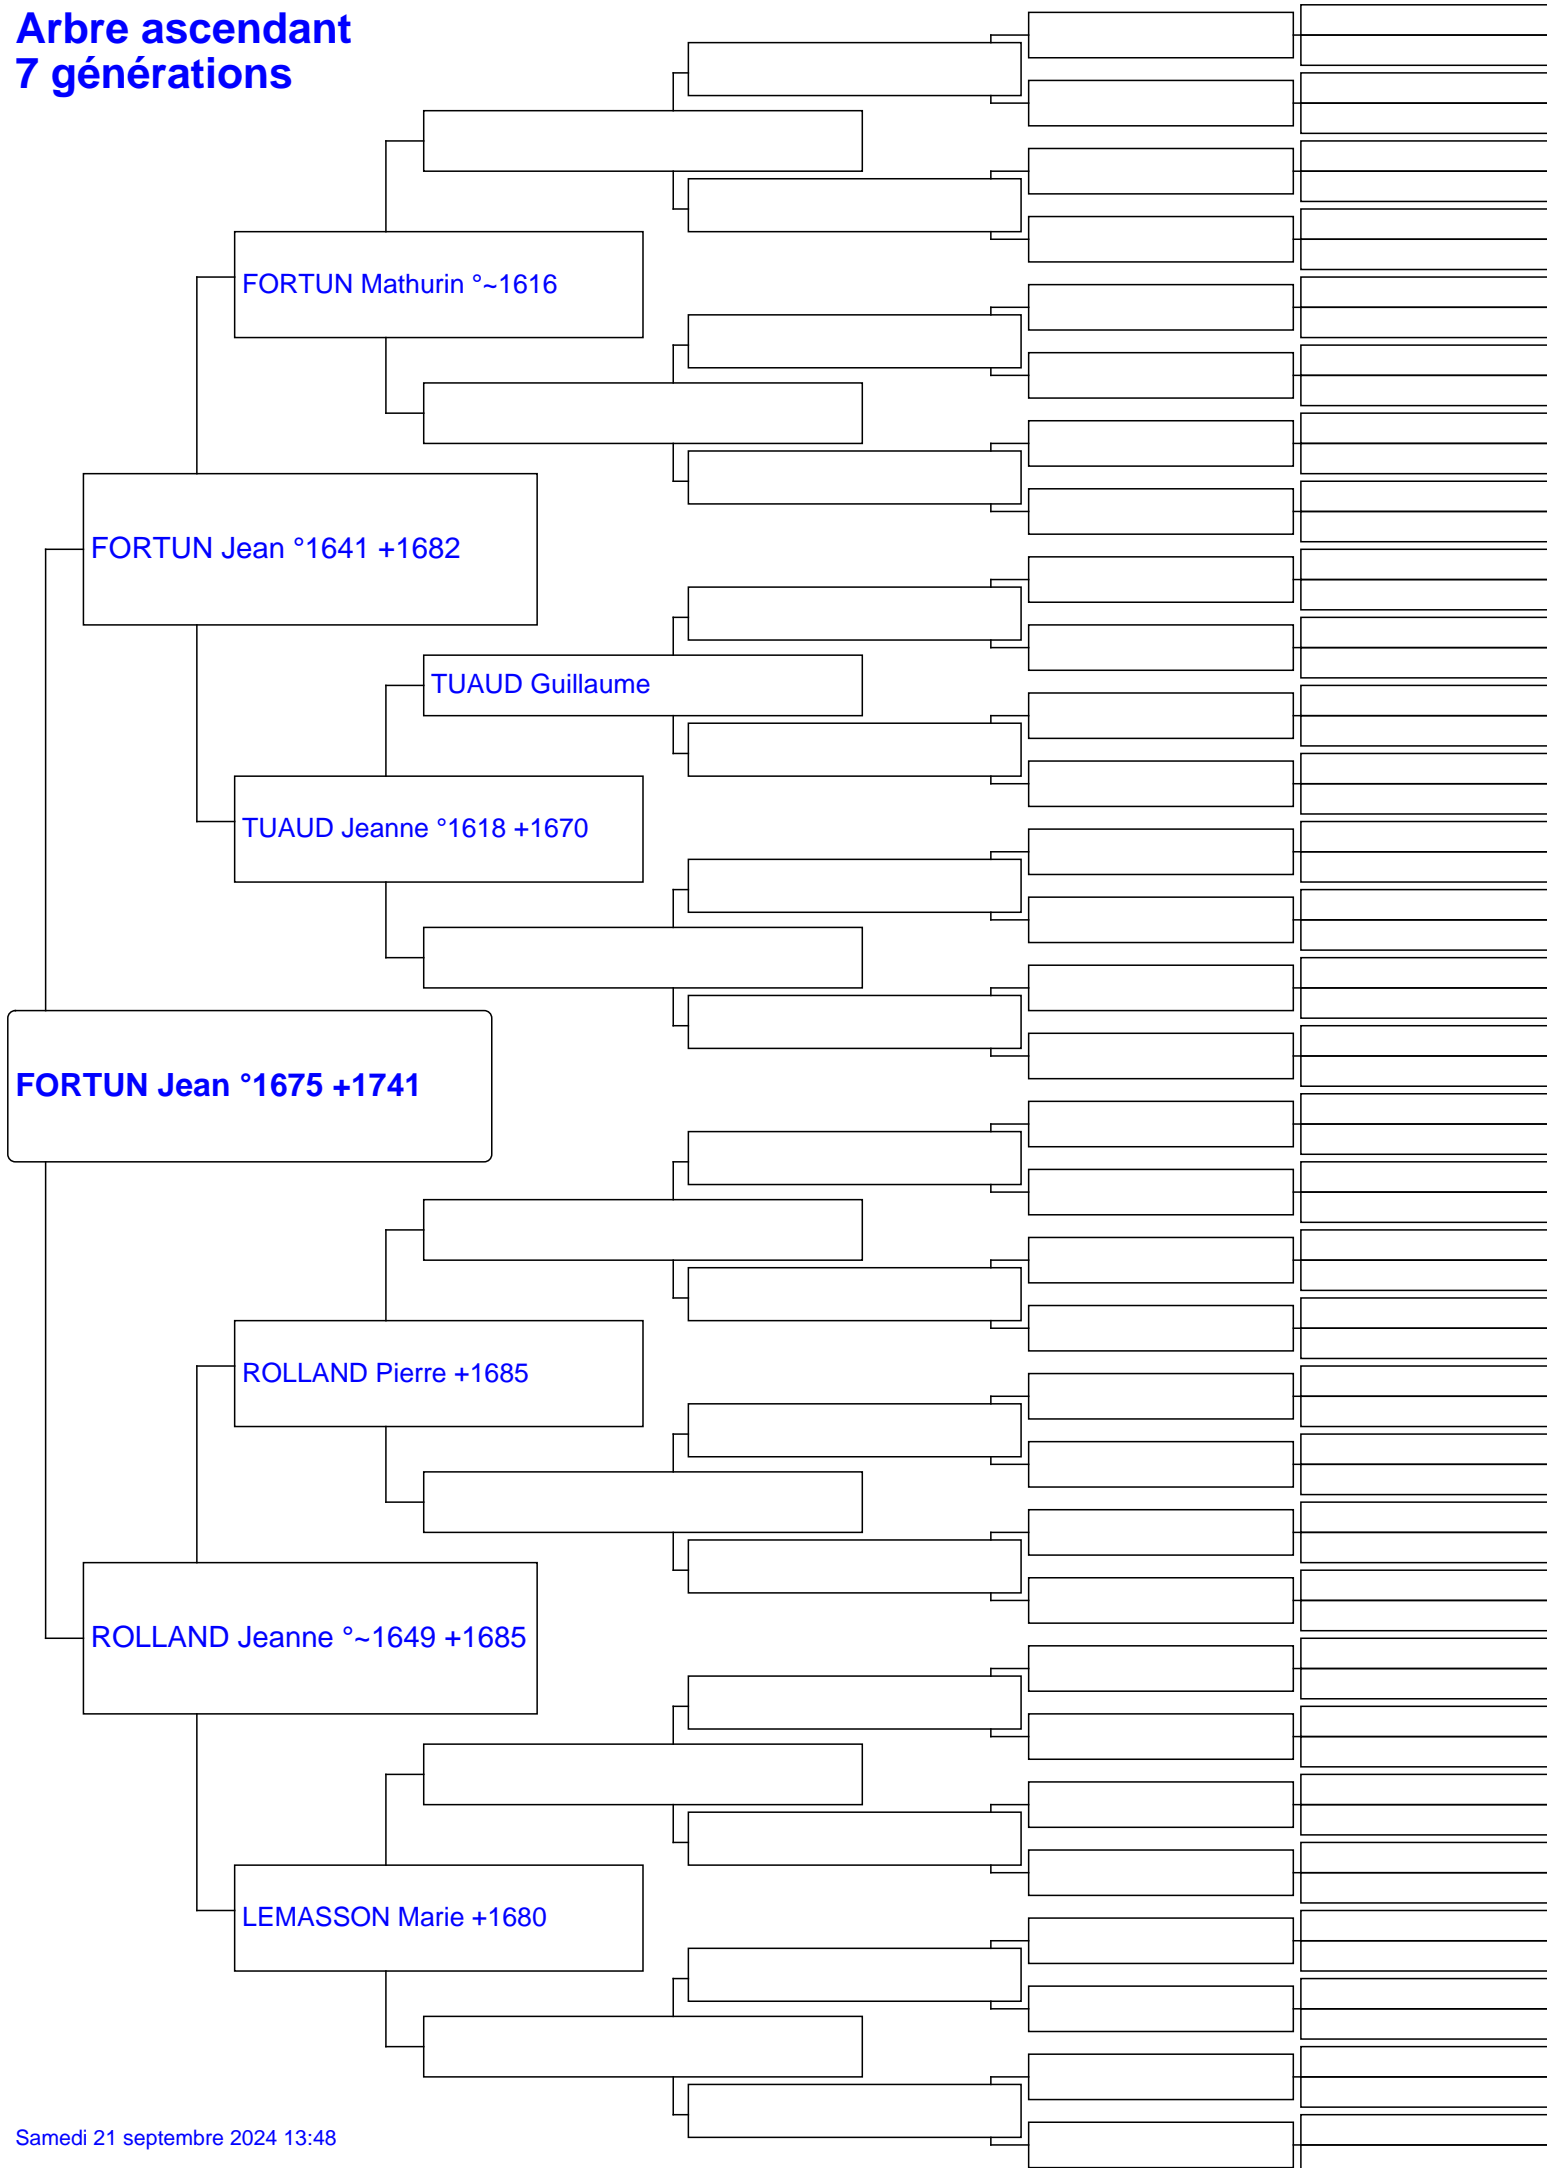 Arbre ascendant
7 générations
FORTUN Mathurin °~1616
FORTUN Jean °1641 +1682
TUAUD Guillaume
TUAUD Jeanne °1618 +1670
FORTUN Jean °1675 +1741
ROLLAND Pierre +1685
ROLLAND Jeanne °~1649 +1685
LEMASSON Marie +1680
Samedi 21 septembre 2024 13:48